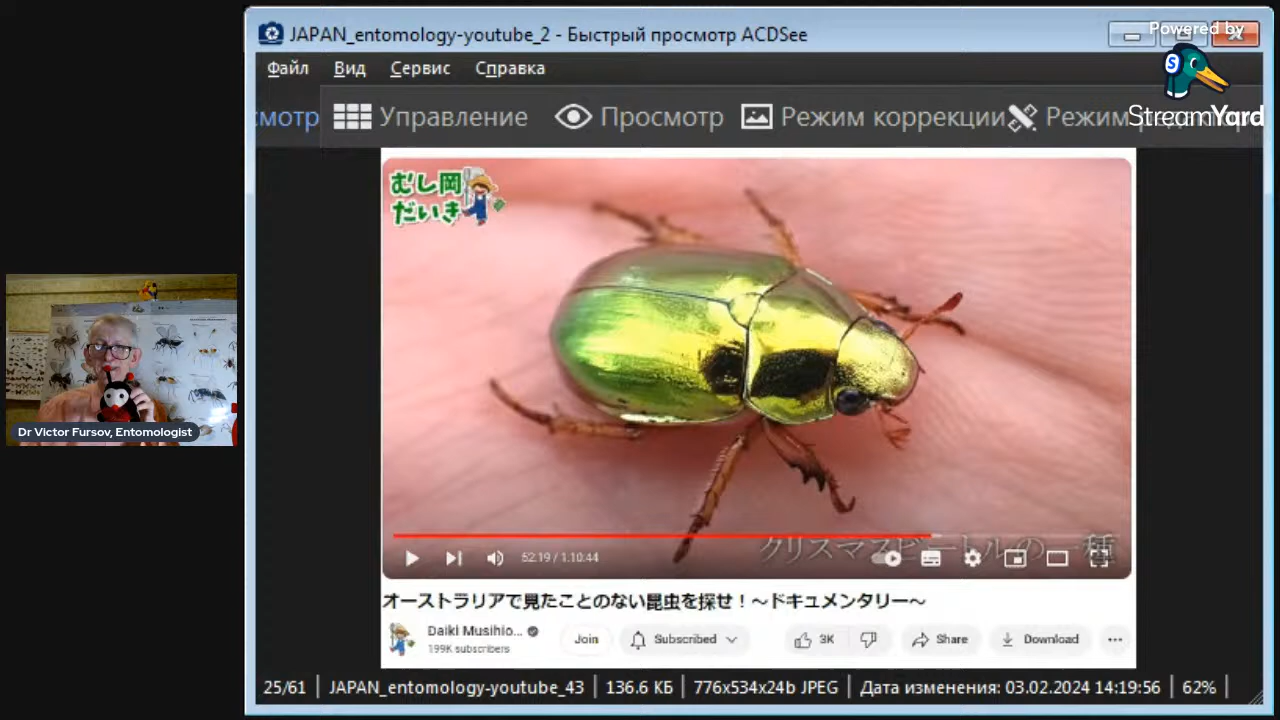 JAPAN_entomology-youtube_2 - Быстрый просмотр ACDSee
Файл Вид Сервис Справка
смотр Управление Просмотр Режим коррекции Режим
Powered by
StreamYard
むし岡
だいき
クリスマスビートルの一種
52:19 / 1:10:44
オーストラリアで見たことのない昆虫を探せ！～ドキュメンタリー～
Daiki Musihio...
199K subscribers
Join Subscribed 3K Share Download
Dr Victor Fursov, Entomologist
25/61 JAPAN_entomology-youtube_43 136.6 КБ 776x534x24b JPEG Дата изменения: 03.02.2024 14:19:56 62%